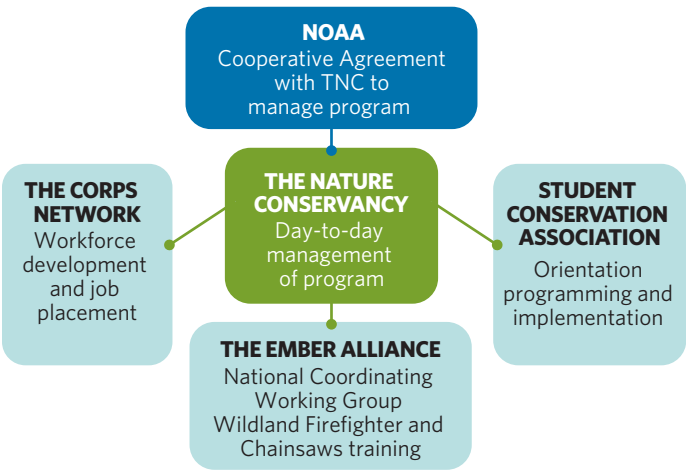 NOAA
Cooperative Agreement
with TNC to
manage program
THE CORPS
NETWORK
Workforce
development
and job
placement
THE NATURE
CONSERVANCY
Day-to-day
management
of program
STUDENT
CONSERVATION
ASSOCIATION
Orientation
programming and
implementation
THE EMBER ALLIANCE
National Coordinating
Working Group
Wildland Firefighter and
Chainsaws training